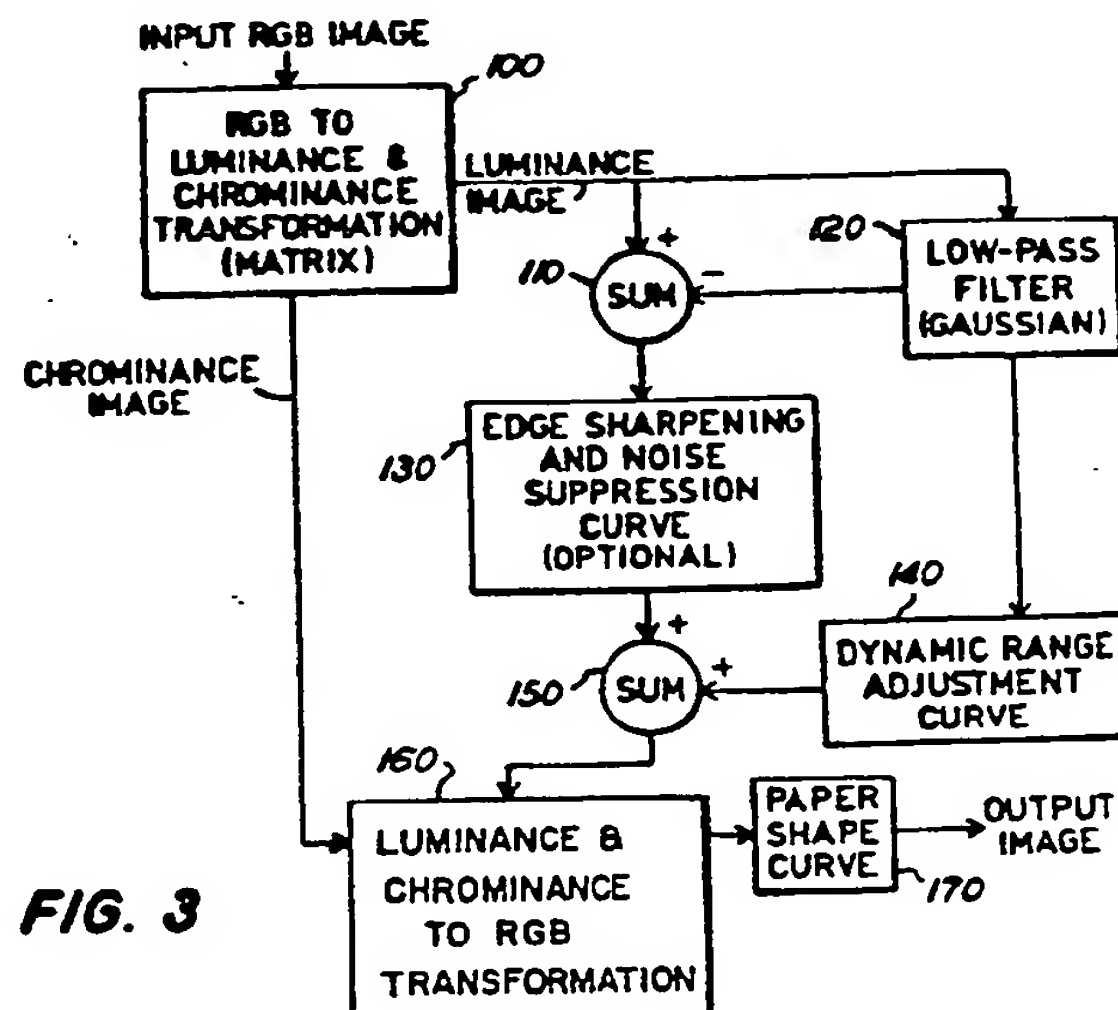 INPUT RGB IMAGE
100
RGB TO
LUMINANCE &
CHROMINANCE
TRANSFORMATION
(MATRIX)
LUMINANCE
IMAGE
120
LOW-PASS
FILTER
(GAUSSIAN)
+
110
SUM
-
CHROMINANCE
IMAGE
130
EDGE SHARPENING
AND NOISE
SUPPRESSION
CURVE
(OPTIONAL)
140
DYNAMIC RANGE
ADJUSTMENT
CURVE
+
150
SUM
+
160
LUMINANCE &
CHROMINANCE
TO RGB
TRANSFORMATION
PAPER
SHAPE
CURVE
170
OUTPUT
IMAGE
FIG. 3